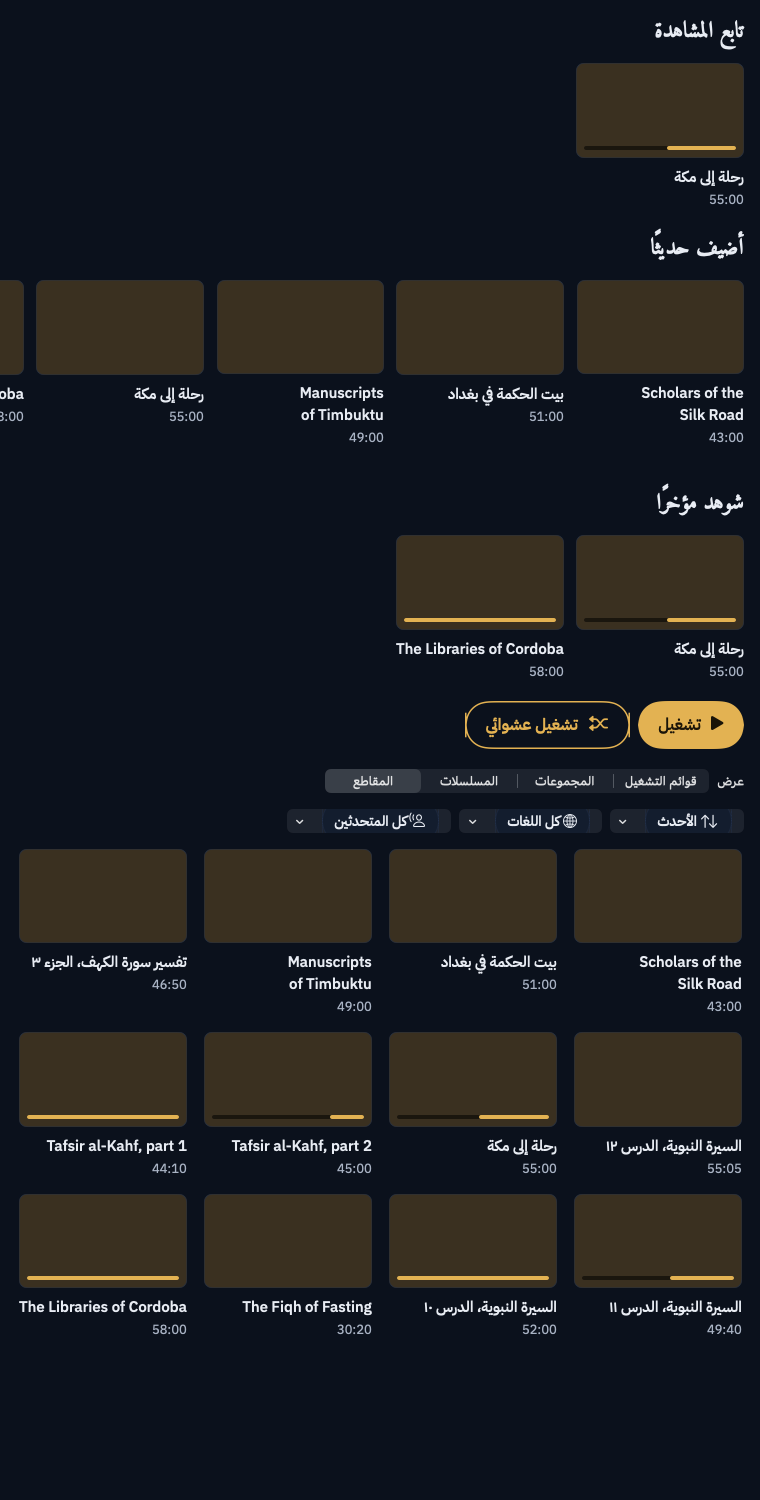 تابع المشاهدة
رحلة إلى مكة
55:00
أضيف حديثًا
Scholars of the
Silk Road
43:00
بيت الحكمة في بغداد
51:00
Manuscripts
of Timbuktu
49:00
رحلة إلى مكة
55:00
oba
3:00
شوهد مؤخرًا
رحلة إلى مكة
55:00
The Libraries of Cordoba
58:00
تشغيل
تشغيل عشوائي
عرض
قوائم التشغيل
المجموعات
المسلسلات
المقاطع
الأحدث
كل اللغات
كل المتحدثين
Scholars of the
Silk Road
43:00
بيت الحكمة في بغداد
51:00
Manuscripts
of Timbuktu
49:00
تفسير سورة الكهف، الجزء ٣
46:50
السيرة النبوية، الدرس ١٢
55:05
رحلة إلى مكة
55:00
Tafsir al-Kahf, part 2
45:00
Tafsir al-Kahf, part 1
44:10
السيرة النبوية، الدرس ١١
49:40
السيرة النبوية، الدرس ١٠
52:00
The Fiqh of Fasting
30:20
The Libraries of Cordoba
58:00